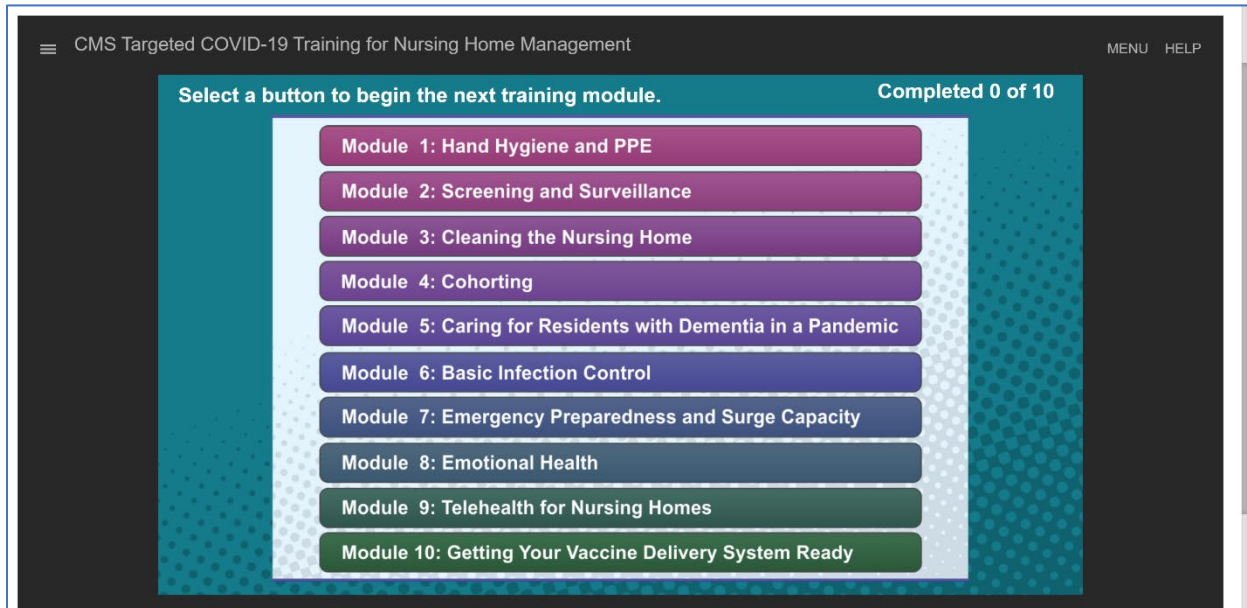 CMS Targeted COVID-19 Training for Nursing Home Management
MENU HELP
Select a button to begin the next training module.
Completed 0 of 10
Module 1: Hand Hygiene and PPE
Module 2: Screening and Surveillance
Module 3: Cleaning the Nursing Home
Module 4: Cohorting
Module 5: Caring for Residents with Dementia in a Pandemic
Module 6: Basic Infection Control
Module 7: Emergency Preparedness and Surge Capacity
Module 8: Emotional Health
Module 9: Telehealth for Nursing Homes
Module 10: Getting Your Vaccine Delivery System Ready